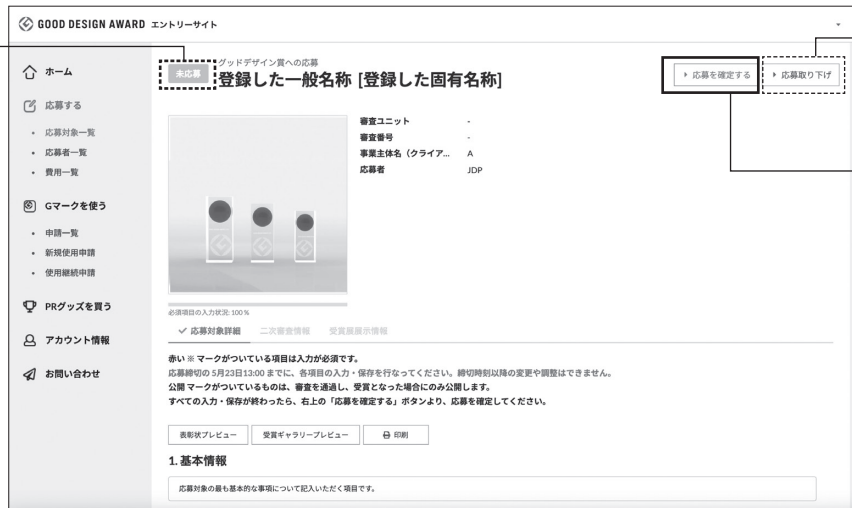 GOOD DESIGN AWARD エントリーサイト
ホーム
応募する
・ 応募対象一覧
・ 応募者一覧
・ 費用一覧
Gマークを使う
・ 申請一覧
・ 新規使用申請
・ 使用継続申請
PRグッズを買う
アカウント情報
お問い合わせ
未応募
グッドデザイン賞への応募
登録した一般名称 [登録した固有名称]
応募を確定する
応募取り下げ
審査ユニット -
審査番号 -
事業主体名（クライア... A
応募者 JDP
必須項目の入力状況: 100 %
応募対象詳細 二次審査情報 受賞展展示情報
赤い ※ マークがついている項目は入力が必須です。
応募締切の 5月23日13:00 までに、各項目の入力・保存を行なってください。締切時刻以降の変更や調整はできません。
公開 マークがついているものは、審査を通過し、受賞となった場合にのみ公開します。
すべての入力・保存が終わったら、右上の「応募を確定する」ボタンより、応募を確定してください。
表彰状プレビュー 受賞ギャラリープレビュー 印刷
1. 基本情報
応募対象の最も基本的な事項について記入いただく項目です。